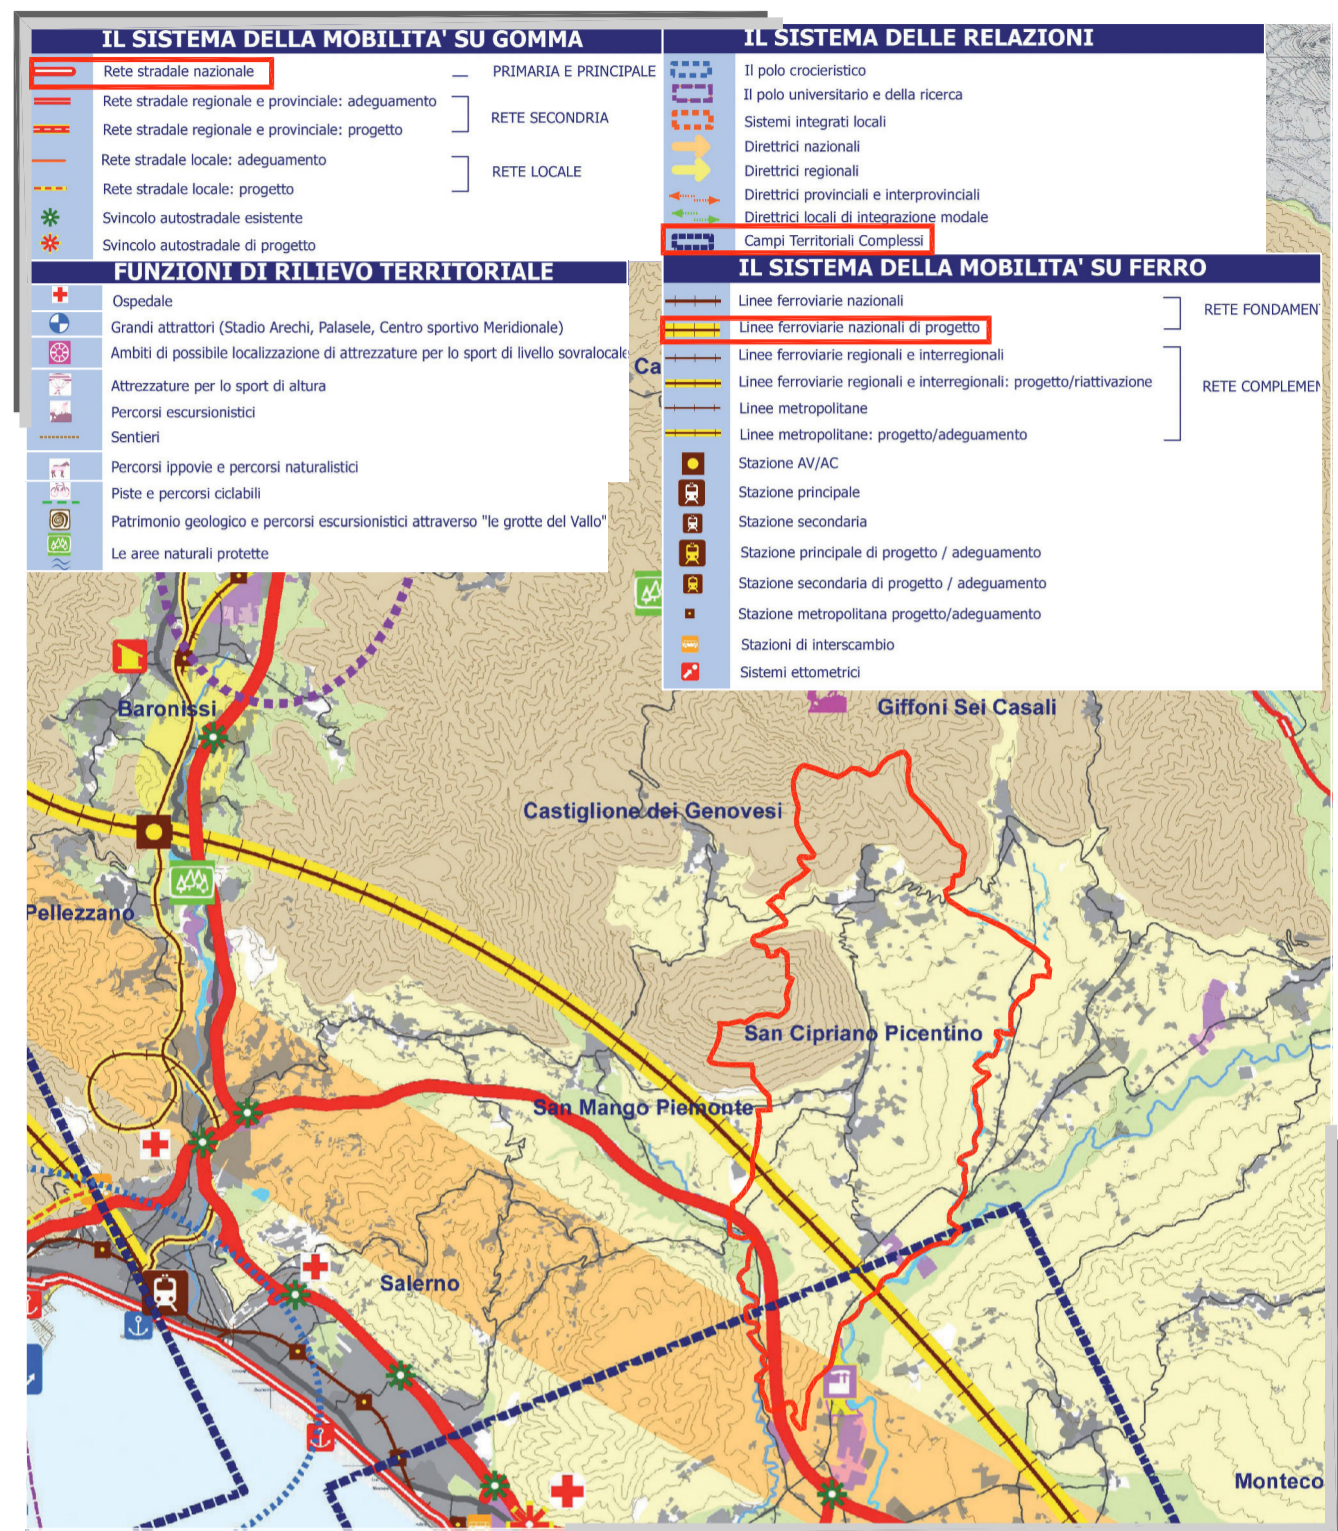 IL SISTEMA DELLA MOBILITA' SU GOMMA
Rete stradale nazionale
PRIMARIA E PRINCIPALE
Rete stradale regionale e provinciale: adeguamento
Rete stradale regionale e provinciale: progetto
RETE SECONDRIA
Rete stradale locale: adeguamento
Rete stradale locale: progetto
RETE LOCALE
Svincolo autostradale esistente
Svincolo autostradale di progetto
FUNZIONI DI RILIEVO TERRITORIALE
Ospedale
Grandi attrattori (Stadio Arechi, Palasele, Centro sportivo Meridionale)
Ambiti di possibile localizzazione di attrezzature per lo sport di livello sovralocale
Attrezzature per lo sport di altura
Percorsi escursionistici
Sentieri
Percorsi ippovie e percorsi naturalistici
Piste e percorsi ciclabili
Patrimonio geologico e percorsi escursionistici attraverso "le grotte del Vallo"
Le aree naturali protette
IL SISTEMA DELLE RELAZIONI
Il polo crocieristico
Il polo universitario e della ricerca
Sistemi integrati locali
Direttrici nazionali
Direttrici regionali
Direttrici provinciali e interprovinciali
Direttrici locali di integrazione modale
Campi Territoriali Complessi
IL SISTEMA DELLA MOBILITA' SU FERRO
Linee ferroviarie nazionali
Linee ferroviarie nazionali di progetto
RETE FONDAMEN
Linee ferroviarie regionali e interregionali
Linee ferroviarie regionali e interregionali: progetto/riattivazione
Linee metropolitane
Linee metropolitane: progetto/adeguamento
RETE COMPLEMEN
Stazione AV/AC
Stazione principale
Stazione secondaria
Stazione principale di progetto / adeguamento
Stazione secondaria di progetto / adeguamento
Stazione metropolitana progetto/adeguamento
Stazioni di interscambio
Sistemi ettometrici
Ca
Baronissi
Giffoni Sei Casali
Castiglione dei Genovesi
Pellezzano
San Cipriano Picentino
San Mango Piemonte
Salerno
Monteco